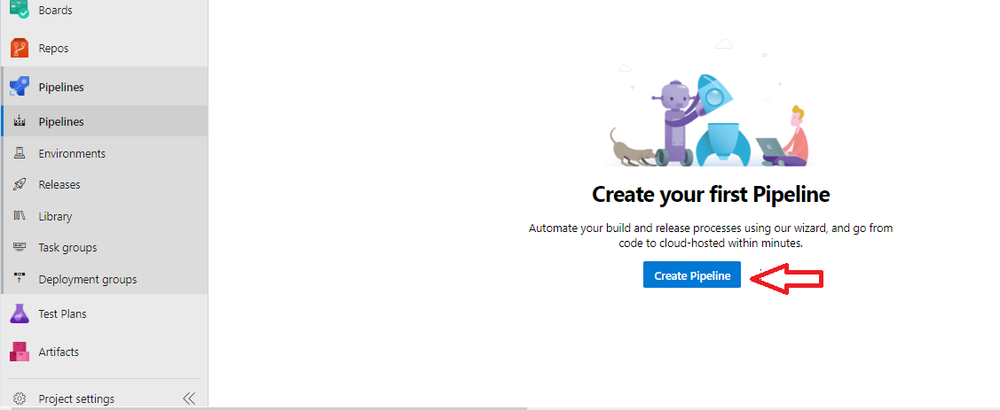 Boards
Repos
Pipelines
Pipelines
Environments
Releases
Library
Task groups
Deployment groups
Test Plans
Artifacts
Project settings
Create your first Pipeline
Automate your build and release processes using our wizard, and go from
code to cloud-hosted within minutes.
Create Pipeline